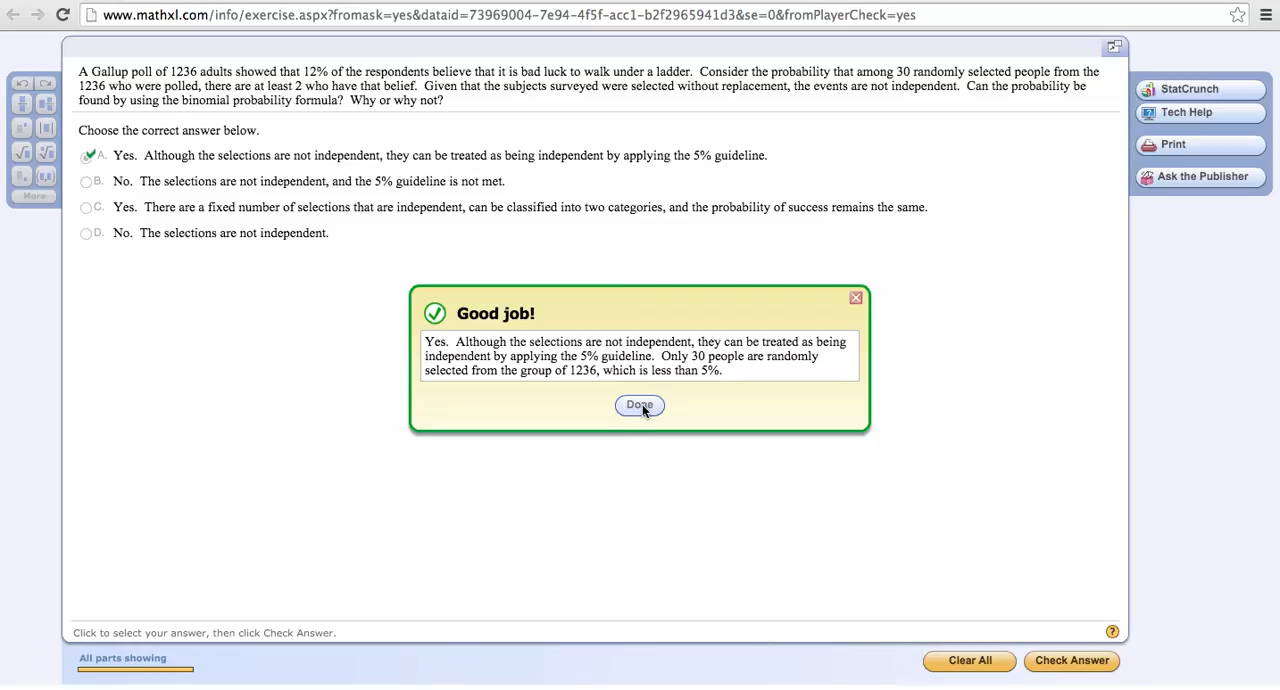 www.mathxl.com/info/exercise.aspx?fromask=yes&dataid=73969004-7e94-4f5f-acc1-b2f2965941d3&se=0&fromPlayerCheck=yes
A Gallup poll of 1236 adults showed that 12% of the respondents believe that it is bad luck to walk under a ladder. Consider the probability that among 30 randomly selected people from the
1236 who were polled, there are at least 2 who have that belief. Given that the subjects surveyed were selected without replacement, the events are not independent. Can the probability be
found by using the binomial probability formula? Why or why not?
Choose the correct answer below.
A. Yes. Although the selections are not independent, they can be treated as being independent by applying the 5% guideline.
B. No. The selections are not independent, and the 5% guideline is not met.
C. Yes. There are a fixed number of selections that are independent, can be classified into two categories, and the probability of success remains the same.
D. No. The selections are not independent.
Good job!
Yes. Although the selections are not independent, they can be treated as being
independent by applying the 5% guideline. Only 30 people are randomly
selected from the group of 1236, which is less than 5%.
Done
More
StatCrunch
Tech Help
Print
Ask the Publisher
Click to select your answer, then click Check Answer.
?
All parts showing
Clear All
Check Answer